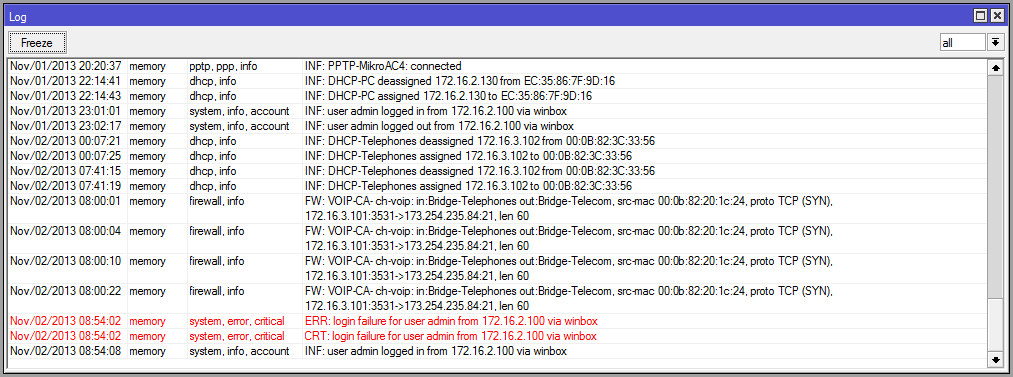 Log
Freeze
all
Nov/01/2013 20:20:37 memory pptp, ppp, info INF: PPTP-MikroAC4: connected
Nov/01/2013 22:14:41 memory dhcp, info INF: DHCP-PC deassigned 172.16.2.130 from EC:35:86:7F:9D:16
Nov/01/2013 22:14:43 memory dhcp, info INF: DHCP-PC assigned 172.16.2.130 to EC:35:86:7F:9D:16
Nov/01/2013 23:01:01 memory system, info, account INF: user admin logged in from 172.16.2.100 via winbox
Nov/01/2013 23:02:17 memory system, info, account INF: user admin logged out from 172.16.2.100 via winbox
Nov/02/2013 00:07:21 memory dhcp, info INF: DHCP-Telephones deassigned 172.16.3.102 from 00:0B:82:3C:33:56
Nov/02/2013 00:07:25 memory dhcp, info INF: DHCP-Telephones assigned 172.16.3.102 to 00:0B:82:3C:33:56
Nov/02/2013 07:41:15 memory dhcp, info INF: DHCP-Telephones deassigned 172.16.3.102 from 00:0B:82:3C:33:56
Nov/02/2013 07:41:19 memory dhcp, info INF: DHCP-Telephones assigned 172.16.3.102 to 00:0B:82:3C:33:56
Nov/02/2013 08:00:01 memory firewall, info FW: VOIP-CA- ch-voip: in:Bridge-Telephones out:Bridge-Telecom, src-mac 00:0b:82:20:1c:24, proto TCP (SYN),
172.16.3.101:3531->173.254.235.84:21, len 60
Nov/02/2013 08:00:04 memory firewall, info FW: VOIP-CA- ch-voip: in:Bridge-Telephones out:Bridge-Telecom, src-mac 00:0b:82:20:1c:24, proto TCP (SYN),
172.16.3.101:3531->173.254.235.84:21, len 60
Nov/02/2013 08:00:10 memory firewall, info FW: VOIP-CA- ch-voip: in:Bridge-Telephones out:Bridge-Telecom, src-mac 00:0b:82:20:1c:24, proto TCP (SYN),
172.16.3.101:3531->173.254.235.84:21, len 60
Nov/02/2013 08:00:22 memory firewall, info FW: VOIP-CA- ch-voip: in:Bridge-Telephones out:Bridge-Telecom, src-mac 00:0b:82:20:1c:24, proto TCP (SYN),
172.16.3.101:3531->173.254.235.84:21, len 60
Nov/02/2013 08:54:02 memory system, error, critical ERR: login failure for user admin from 172.16.2.100 via winbox
Nov/02/2013 08:54:02 memory system, error, critical CRT: login failure for user admin from 172.16.2.100 via winbox
Nov/02/2013 08:54:08 memory system, info, account INF: user admin logged in from 172.16.2.100 via winbox